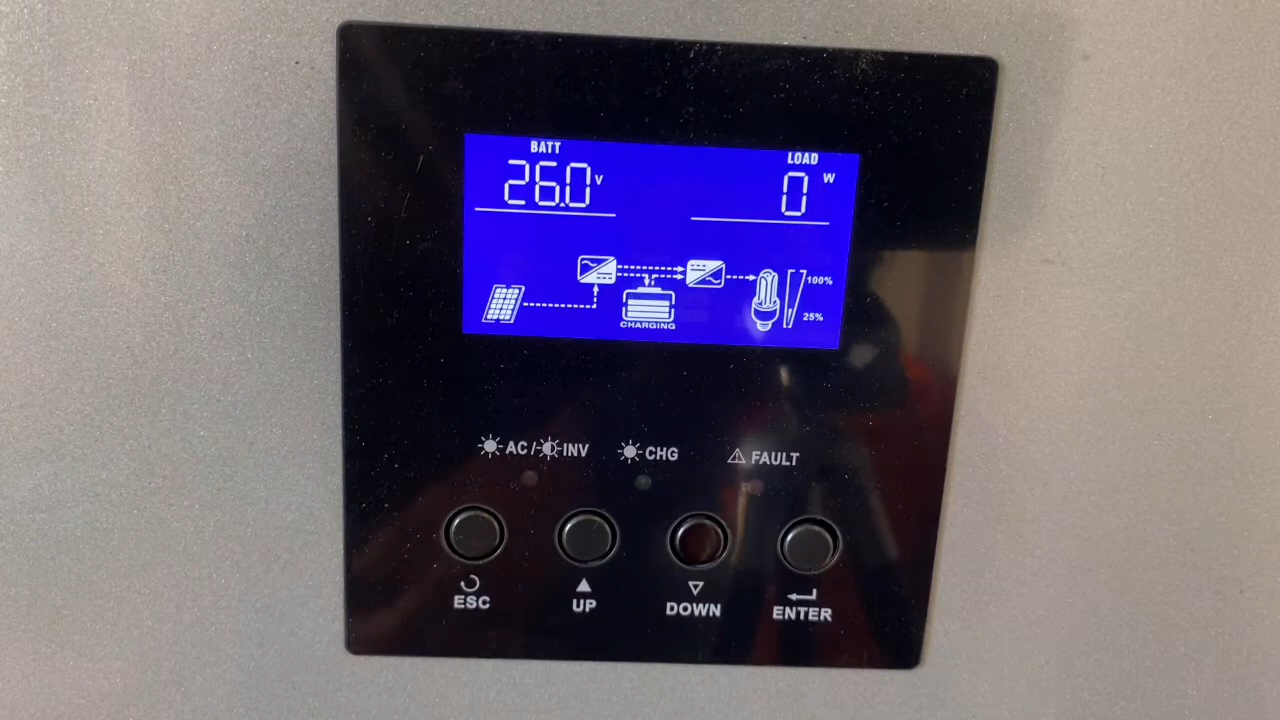 BATT
LOAD
26.0 V
0 W
100%
25%
CHARGING
AC / INV
CHG
FAULT
ESC
UP
DOWN
ENTER